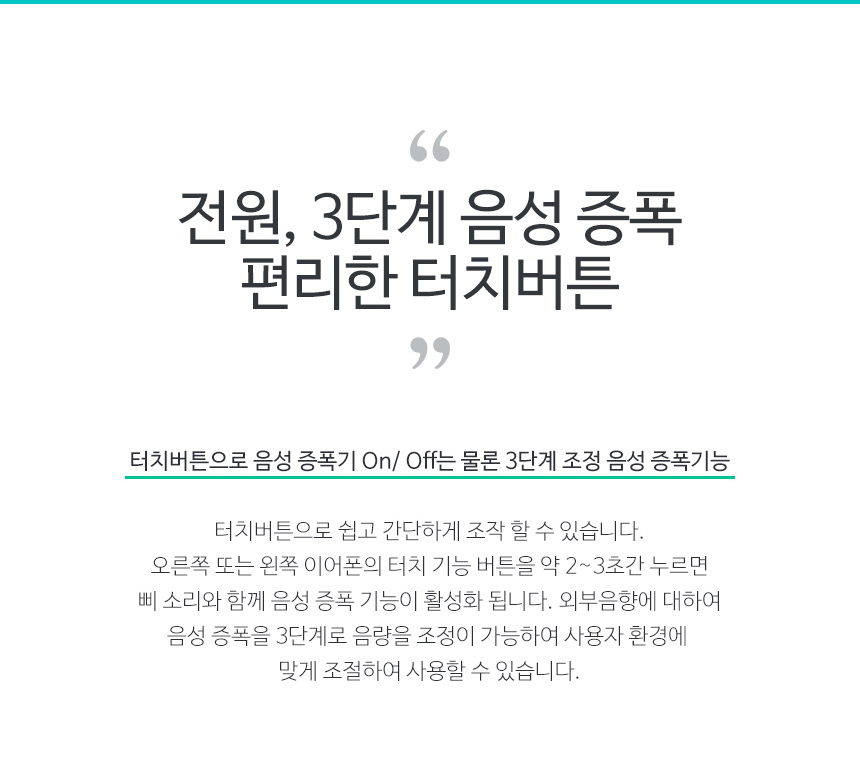 “
전원, 3단계 음성 증폭
편리한 터치버튼
”
터치버튼으로 음성 증폭기 On/ Off는 물론 3단계 조정 음성 증폭기능
터치버튼으로 쉽고 간단하게 조작 할 수 있습니다.
오른쪽 또는 왼쪽 이어폰의 터치 기능 버튼을 약 2~3초간 누르면
삐 소리와 함께 음성 증폭 기능이 활성화 됩니다. 외부음향에 대하여
음성 증폭을 3단계로 음량을 조정이 가능하여 사용자 환경에
맞게 조절하여 사용할 수 있습니다.